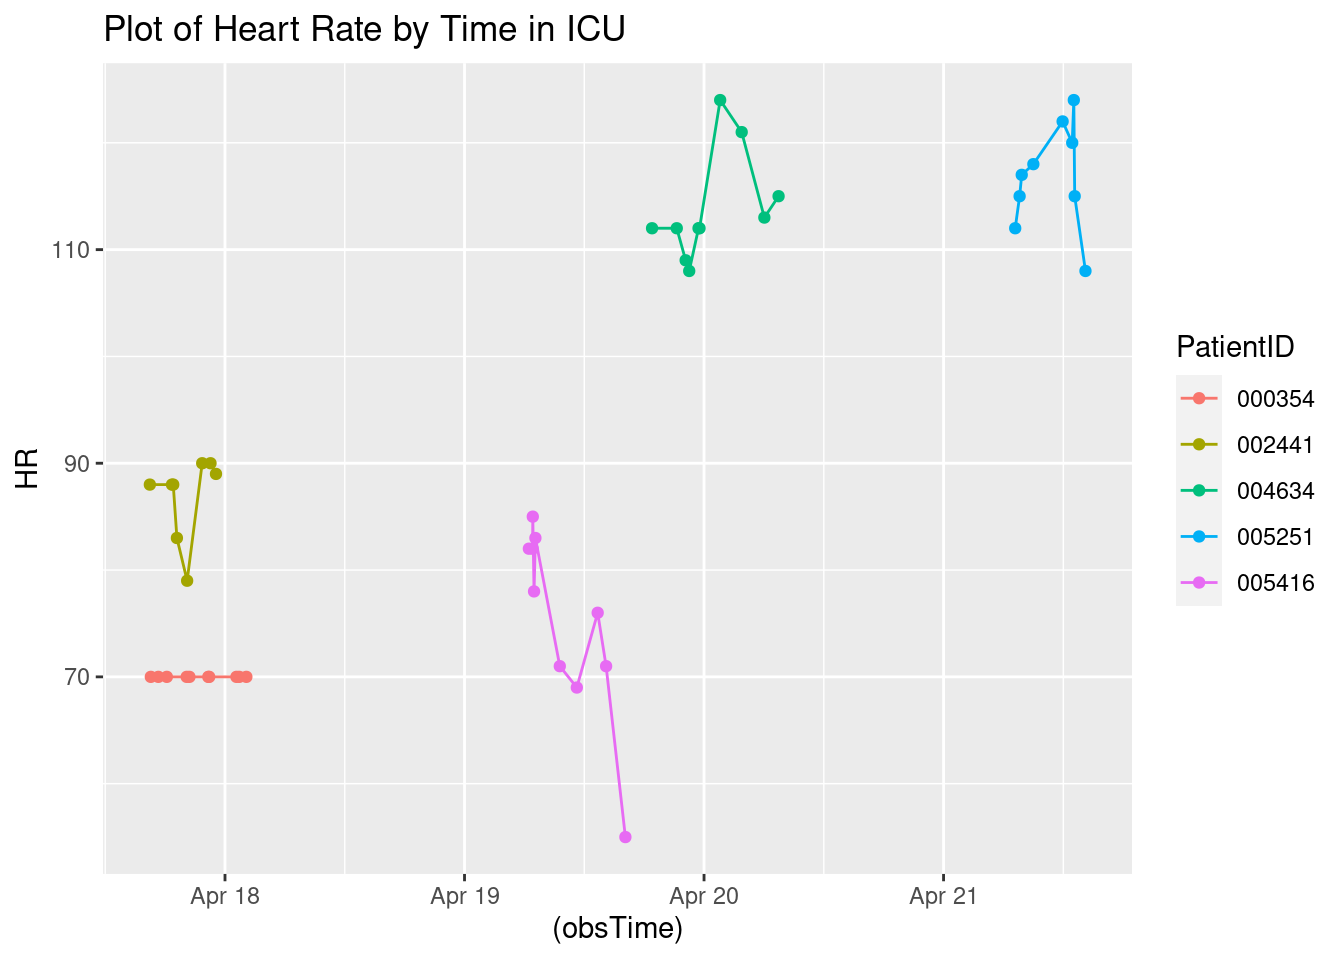 Plot of Heart Rate by Time in ICU
HR
110
90
70
Apr 18
Apr 19
Apr 20
Apr 21
(obsTime)
PatientID
000354
002441
004634
005251
005416